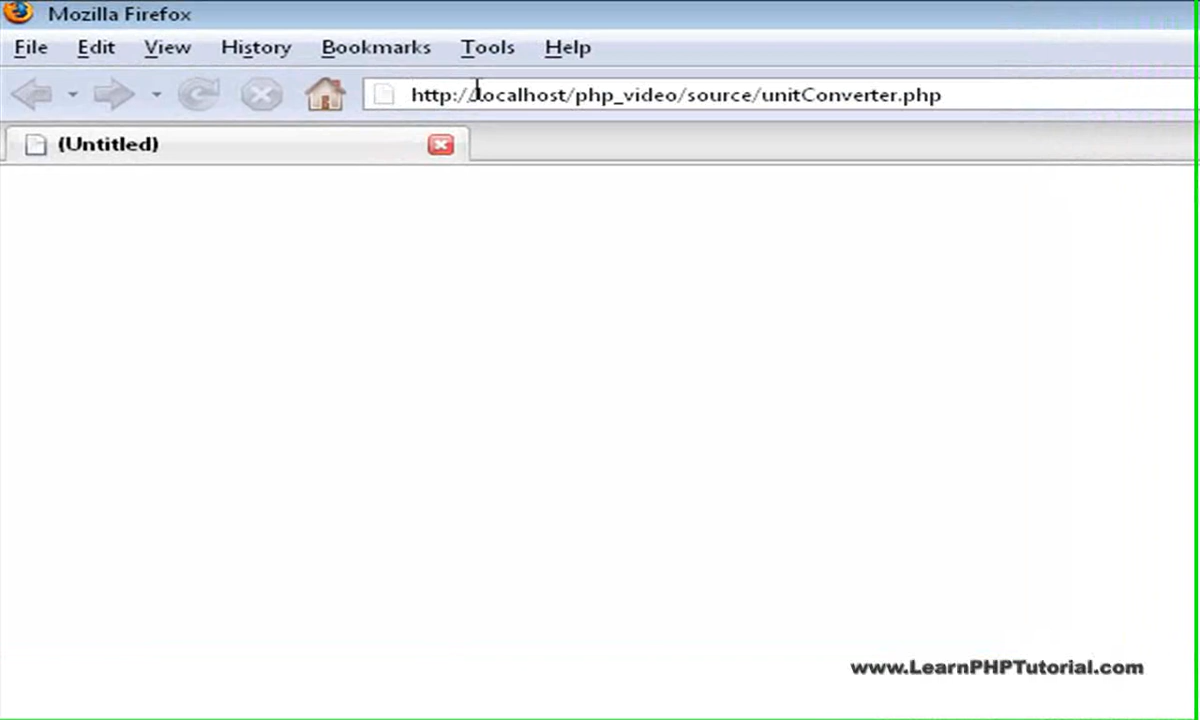 Mozilla Firefox
File Edit View History Bookmarks Tools Help
http://localhost/php_video/source/unitConverter.php
(Untitled)
www.LearnPHPTutorial.com